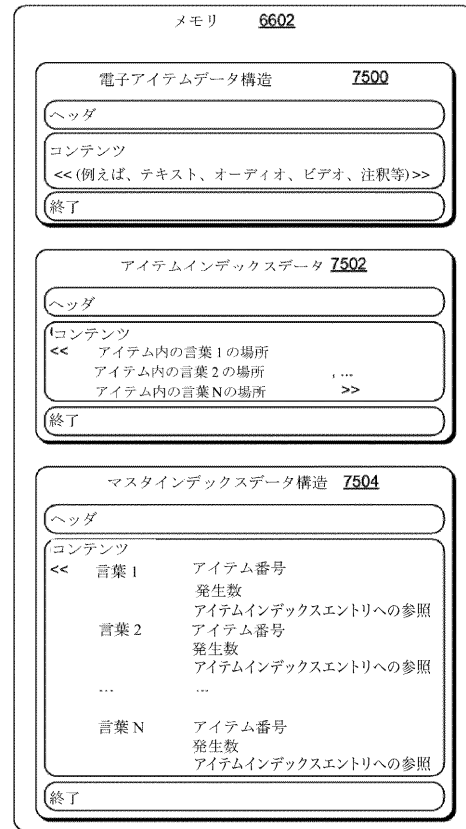 メモリ 6602
電子アイテムデータ構造 7500
ヘッダ
コンテンツ
<< (例えば、テキスト、オーディオ、ビデオ、注釈等) >>
終了
アイテムインデックスデータ 7502
ヘッダ
コンテンツ
<< アイテム内の言葉1の場所
アイテム内の言葉2の場所 , ...
アイテム内の言葉Nの場所 >>
終了
マスタインデックスデータ構造 7504
ヘッダ
コンテンツ
<< 言葉1 アイテム番号
発生数
アイテムインデックスエントリへの参照
言葉2 アイテム番号
発生数
アイテムインデックスエントリへの参照
... ...
言葉N アイテム番号
発生数
アイテムインデックスエントリへの参照
終了